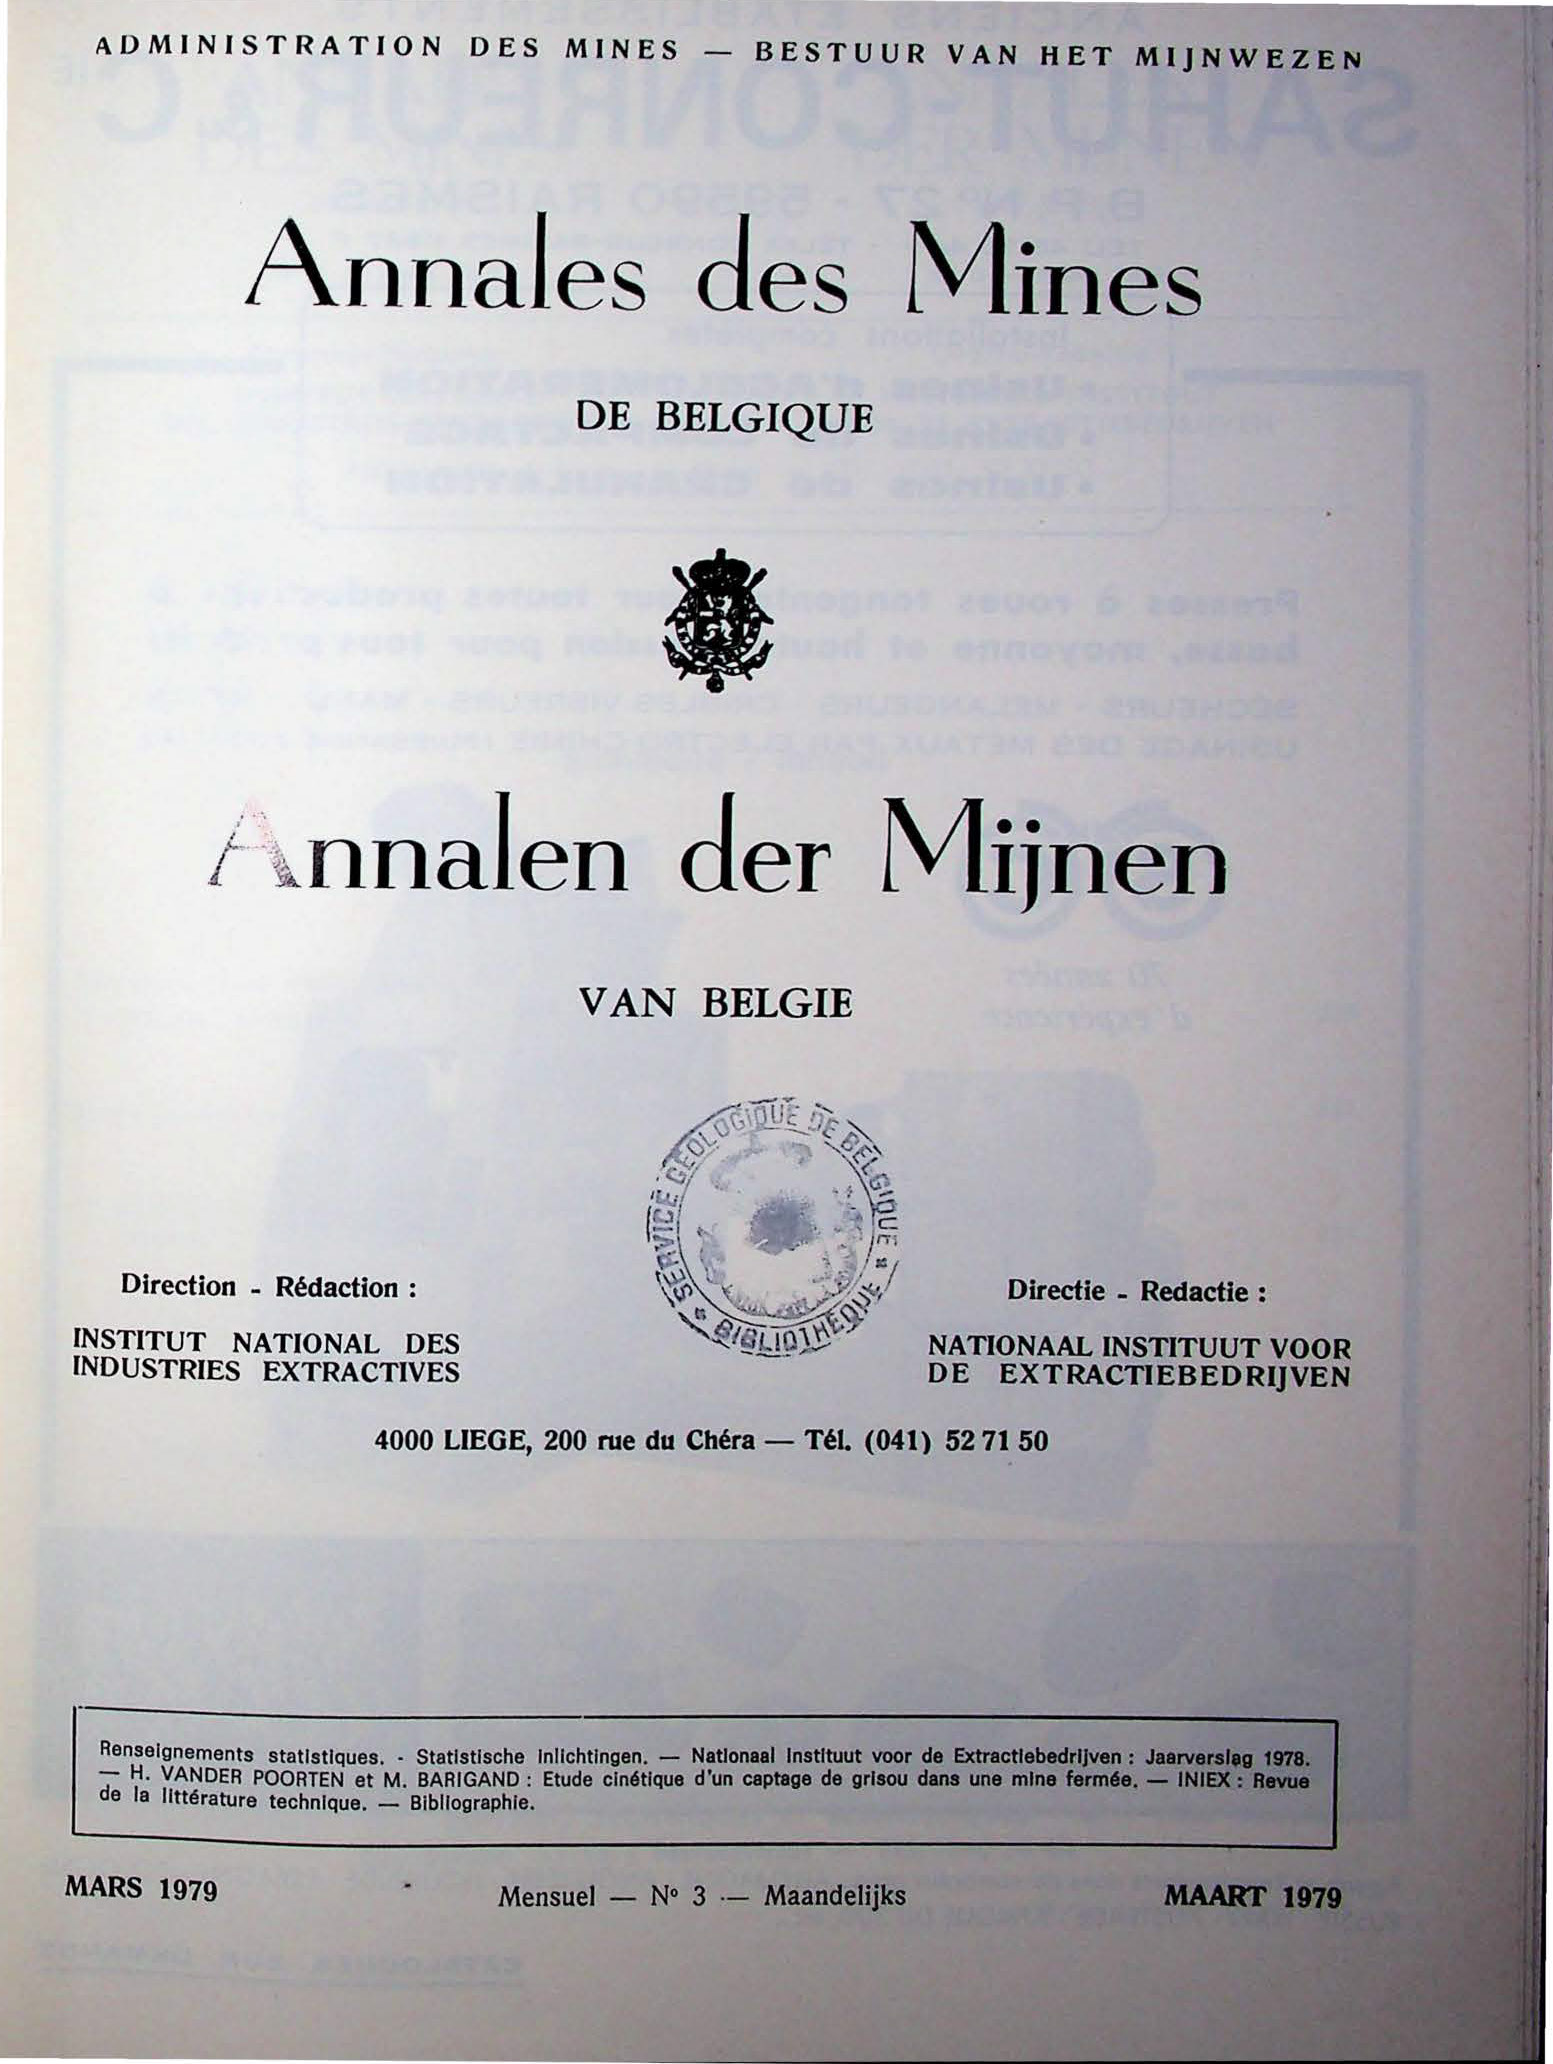 ADMINISTRATION DES MINES — BESTUUR VAN HET MIJNWEZEN
Annales des Mines
DE BELGIQUE
Annalen der Mijnen
VAN BELGIE
SERVICE GEOLOGIQUE DE BELGIQUE * BIBLIOTHEQUE *
Direction - Rédaction :
INSTITUT NATIONAL DES
INDUSTRIES EXTRACTIVES
Directie - Redactie :
NATIONAAL INSTITUUT VOOR
DE EXTRACTIEBEDRIJVEN
4000 LIEGE, 200 rue du Chéra — Tél. (041) 52 71 50
Renseignements statistiques. - Statistische Inlichtingen. — Nationaal Instituut voor de Extractiebedrijven : Jaarverslag 1978.
— H. VANDER POORTEN et M. BARIGAND : Etude cinétique d'un captage de grisou dans une mine fermée. — INIEX : Revue
de la littérature technique. — Bibliographie.
MARS 1979
Mensuel — Nº 3 — Maandelijks
MAART 1979